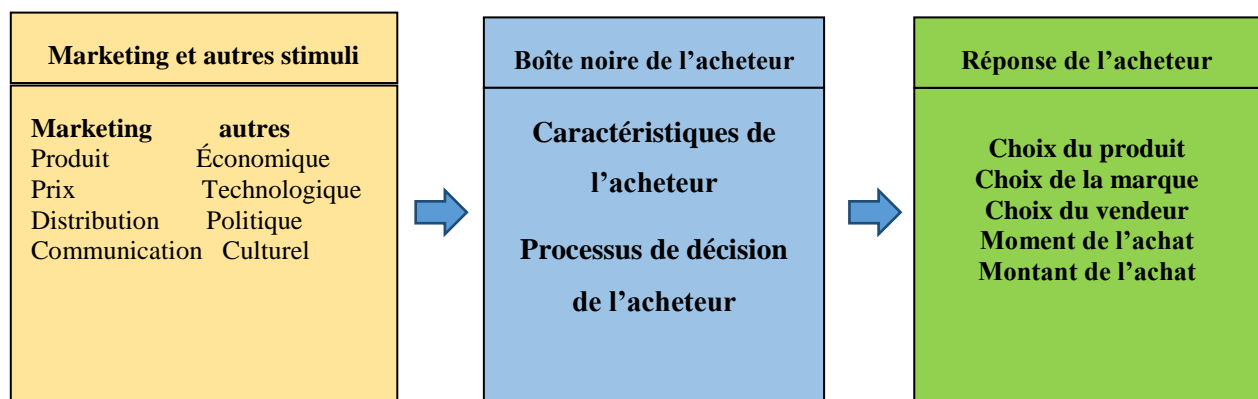 Marketing et autres stimuli
Marketing autres
Produit Économique
Prix Technologique
Distribution Politique
Communication Culturel
Boîte noire de l’acheteur
Caractéristiques de
l’acheteur
Processus de décision
de l’acheteur
Réponse de l’acheteur
Choix du produit
Choix de la marque
Choix du vendeur
Moment de l’achat
Montant de l’achat